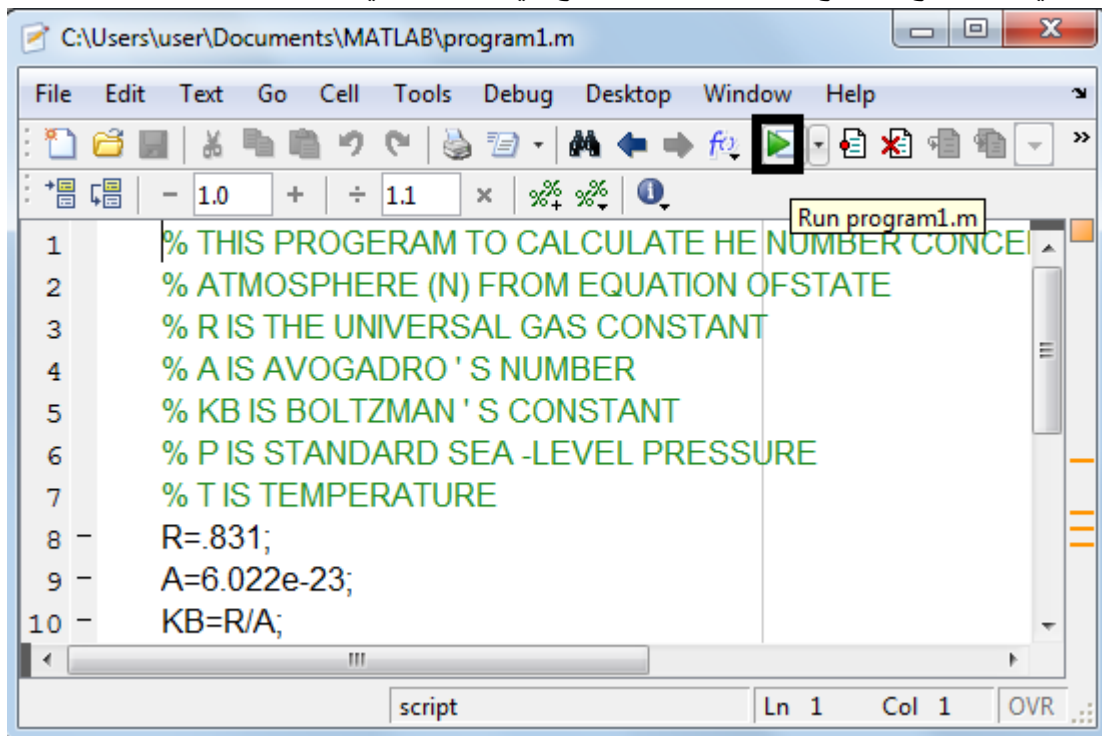 C:\Users\user\Documents\MATLAB\program1.m
File Edit Text Go Cell Tools Debug Desktop Window Help
- 1.0 + ÷ 1.1 ×
Run program1.m
1 % THIS PROGERAM TO CALCULATE HE NUMBER
2 % ATMOSPHERE (N) FROM EQUATION OFSTATE
3 % R IS THE UNIVERSAL GAS CONSTANT
4 % A IS AVOGADRO ' S NUMBER
5 % KB IS BOLTZMAN ' S CONSTANT
6 % P IS STANDARD SEA -LEVEL PRESSURE
7 % T IS TEMPERATURE
8 - R=.831;
9 - A=6.022e-23;
10 - KB=R/A;
script Ln 1 Col 1 OVR